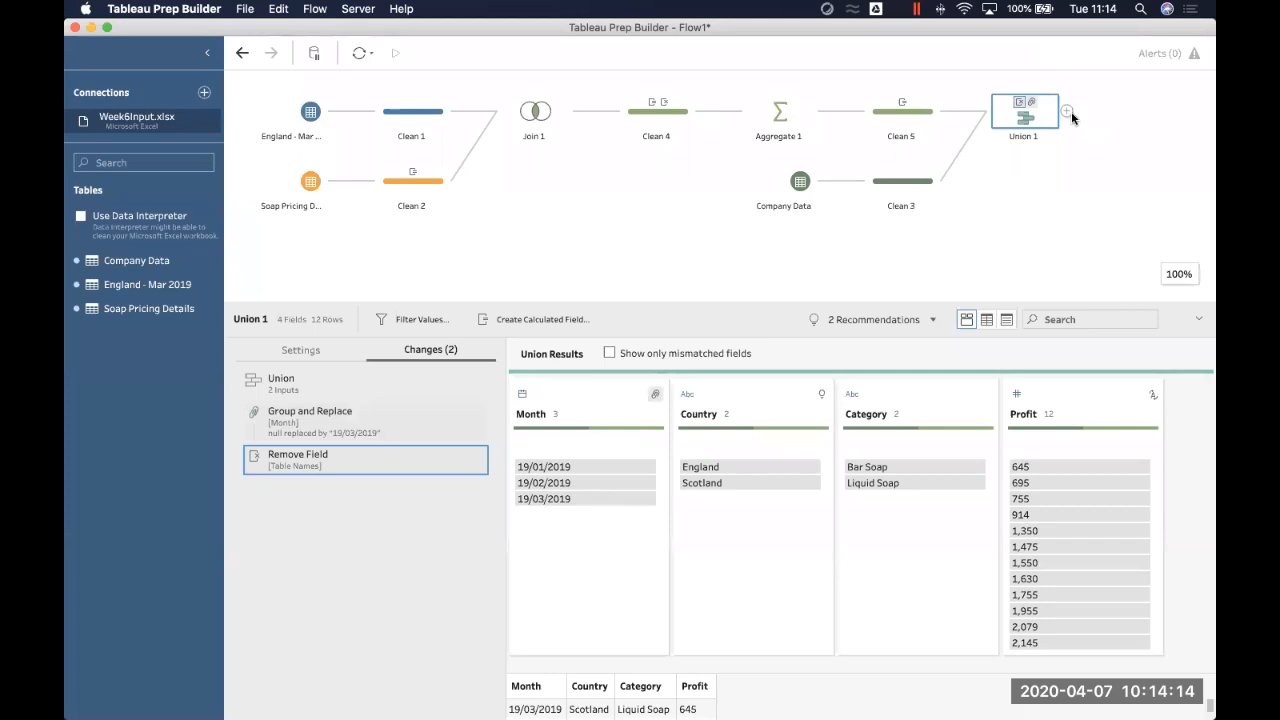 Tableau Prep Builder File Edit Flow Server Help 100% Tue 11:14
Tableau Prep Builder - Flow1*
Alerts (0)
Connections
Week6Input.xlsx
Microsoft Excel
Search
Tables
Use Data Interpreter
Data Interpreter might be able to
clean your Microsoft Excel workbook.
Company Data
England - Mar 2019
Soap Pricing Details
England - Mar ...
Clean 1
Join 1
Clean 4
Aggregate 1
Clean 5
Union 1
Soap Pricing D...
Clean 2
Company Data
Clean 3
100%
Union 1 4 Fields 12 Rows Filter Values... Create Calculated Field... 2 Recommendations Search
Settings Changes (2)
Union
2 Inputs
Group and Replace
[Month]
null replaced by "19/03/2019"
Remove Field
[Table Names]
Union Results Show only mismatched fields
Month 3
19/01/2019
19/02/2019
19/03/2019
Abc
Country 2
England
Scotland
Abc
Category 2
Bar Soap
Liquid Soap
#
Profit 12
645
695
755
914
1,350
1,475
1,550
1,630
1,755
1,955
2,079
2,145
Month Country Category Profit
19/03/2019 Scotland Liquid Soap 645
2020-04-07 10:14:14